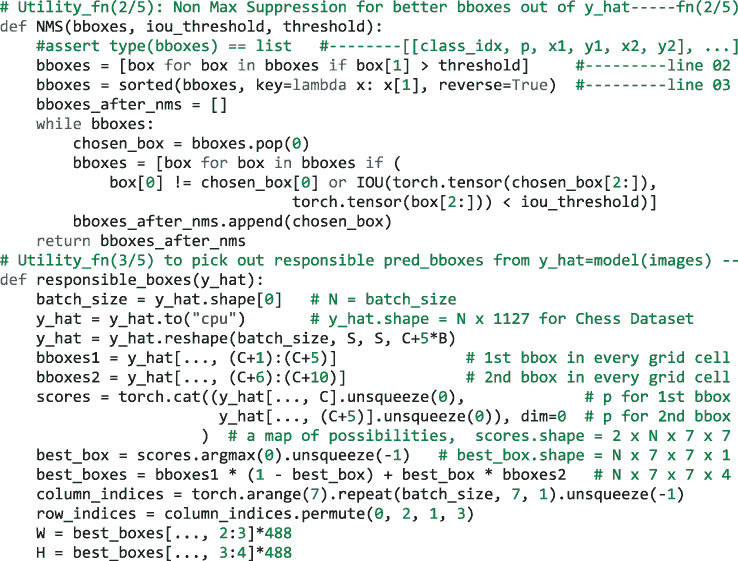 # Utility_fn(2/5): Non Max Suppression for better bboxes out of y_hat-----fn(2/5)
def NMS(bboxes, iou_threshold, threshold):
    #assert type(bboxes) == list   #--------[[class_idx, p, x1, y1, x2, y2], ...]
    bboxes = [box for box in bboxes if box[1] > threshold]     #---------line 02
    bboxes = sorted(bboxes, key=lambda x: x[1], reverse=True)  #---------line 03
    bboxes_after_nms = []
    while bboxes:
        chosen_box = bboxes.pop(0)
        bboxes = [box for box in bboxes if (
            box[0] != chosen_box[0] or IOU(torch.tensor(chosen_box[2:]),
                                torch.tensor(box[2:])) < iou_threshold)]
        bboxes_after_nms.append(chosen_box)
    return bboxes_after_nms
# Utility_fn(3/5) to pick out responsible pred_bboxes from y_hat=model(images) --
def responsible_boxes(y_hat):
    batch_size = y_hat.shape[0]   # N = batch_size
    y_hat = y_hat.to("cpu")       # y_hat.shape = N x 1127 for Chess Dataset
    y_hat = y_hat.reshape(batch_size, S, S, C+5*B)
    bboxes1 = y_hat[..., (C+1):(C+5)]              # 1st bbox in every grid cell
    bboxes2 = y_hat[..., (C+6):(C+10)]             # 2nd bbox in every grid cell
    scores = torch.cat((y_hat[..., C].unsqueeze(0),            # p for 1st bbox
                        y_hat[..., (C+5)].unsqueeze(0)), dim=0  # p for 2nd bbox
                      )  # a map of possibilities,  scores.shape = 2 x N x 7 x 7
    best_box = scores.argmax(0).unsqueeze(-1)   # best_box.shape = N x 7 x 7 x 1
    best_boxes = bboxes1 * (1 - best_box) + best_box * bboxes2   # N x 7 x 7 x 4
    column_indices = torch.arange(7).repeat(batch_size, 7, 1).unsqueeze(-1)
    row_indices = column_indices.permute(0, 2, 1, 3)
    W = best_boxes[..., 2:3]*488
    H = best_boxes[..., 3:4]*488